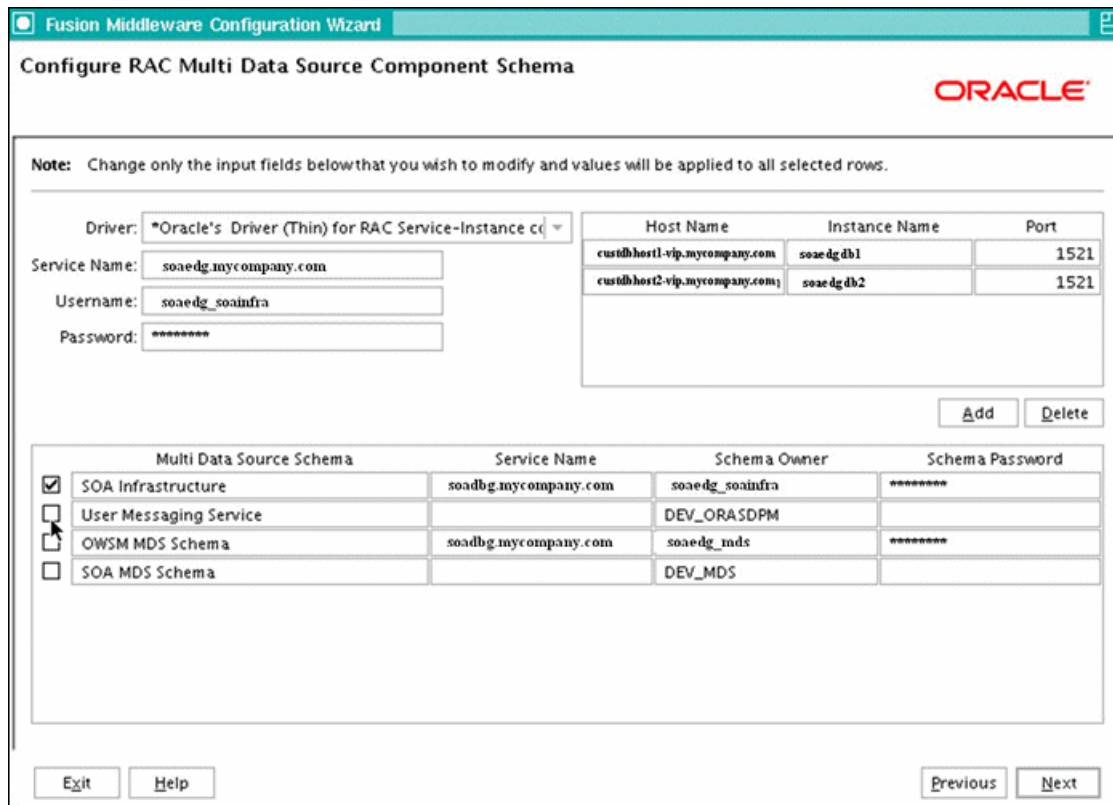 Fusion Middleware Configuration Wizard
Configure RAC Multi Data Source Component Schema
ORACLE
Note: Change only the input fields below that you wish to modify and values will be applied to all selected rows.
Driver: *Oracle's Driver (Thin) for RAC Service-Instance co
Service Name: soaedg.mycompany.com
Username: soaedg_soainfra
Password: ********
Host Name Instance Name Port
custdbhost1-vip.mycompany.com soaedgdb1 1521
custdbhost2-vip.mycompany.com soaedgdb2 1521
Add Delete
Multi Data Source Schema Service Name Schema Owner Schema Password
SOA Infrastructure soadbg.mycompany.com soaedg_soainfra ********
User Messaging Service DEV_ORASDPM
OWSM MDS Schema soadbg.mycompany.com soaedg_mds ********
SOA MDS Schema DEV_MDS
Exit Help Previous Next